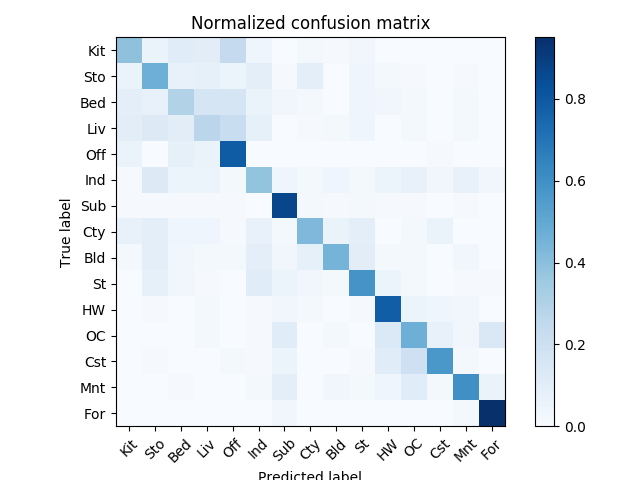 Normalized confusion matrix
True label
Kit
Sto
Bed
Liv
Off
Ind
Sub
Cty
Bld
St
HW
OC
Cst
Mnt
For
Kit Sto Bed Liv Off Ind Sub Cty Bld St HW OC Cst Mnt For
Predicted label
0.8
0.6
0.4
0.2
0.0